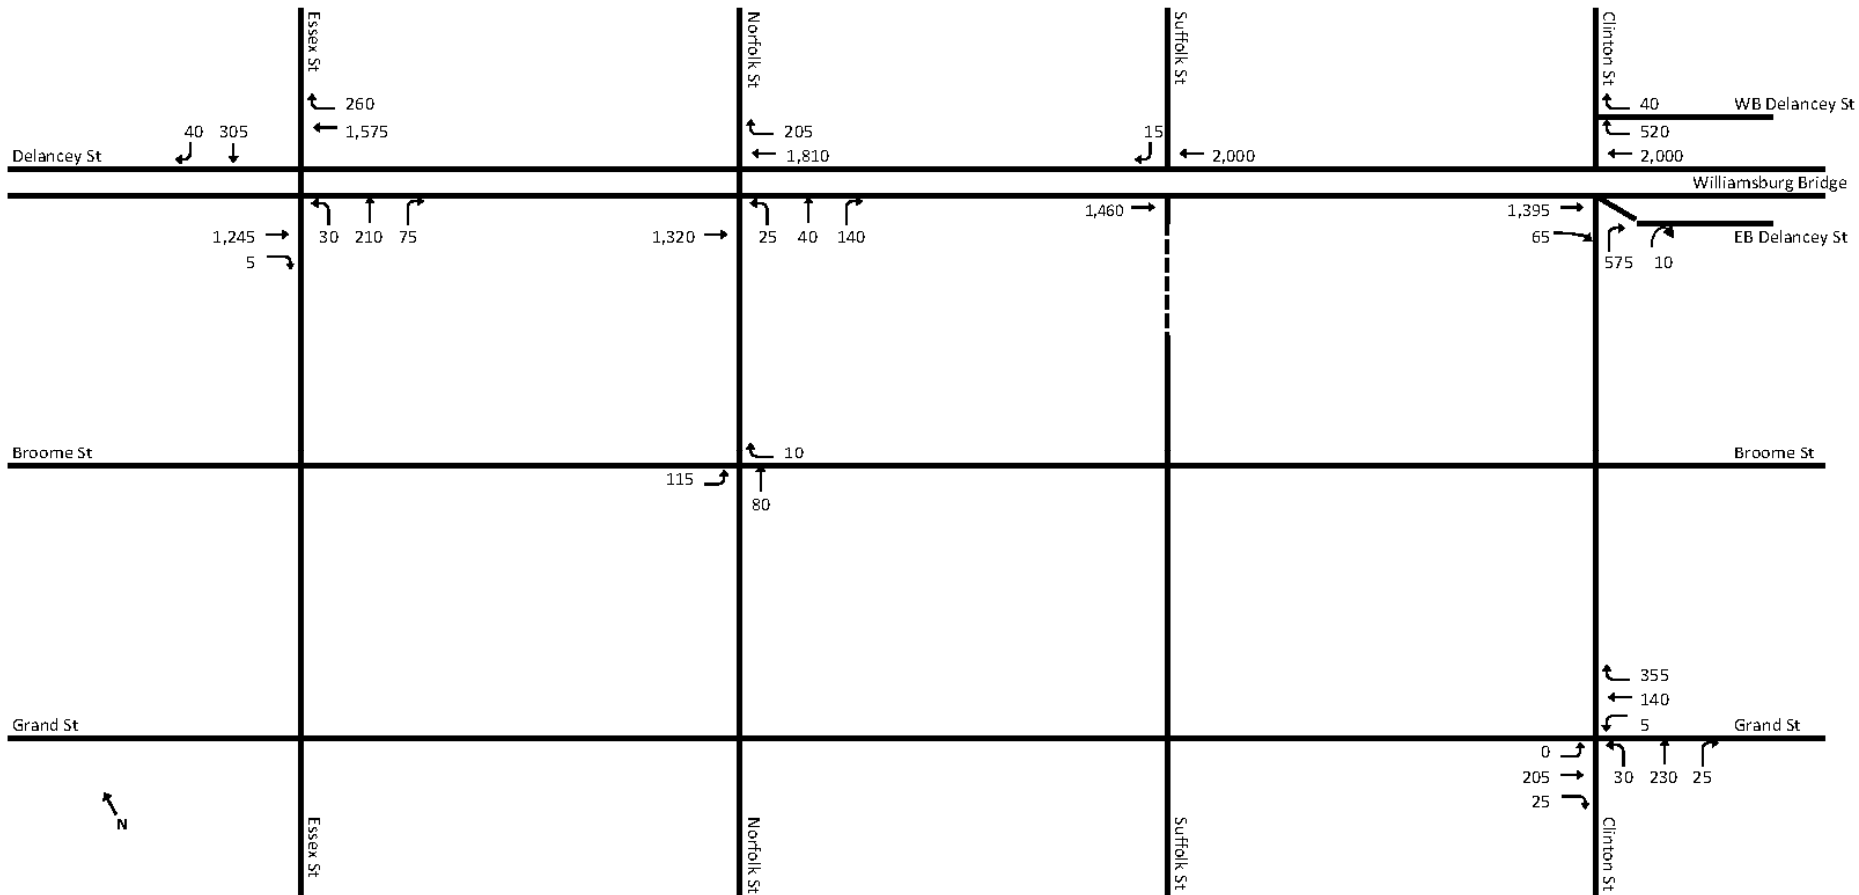 Essex St
Norfolk St
Suffolk St
Clinton St
260
1,575
40 305
205
1,810
15
2,000
40
WB Delancey St
520
2,000
Delancey St
Williamsburg Bridge
1,245
5
30 210 75
1,320
25 40 140
1,460
1,395
65
575 10
EB Delancey St
Broome St
10
115
80
Broome St
355
140
5
Grand St
Grand St
0
205
25
30 230 25
N
Essex St
Norfolk St
Suffolk St
Clinton St